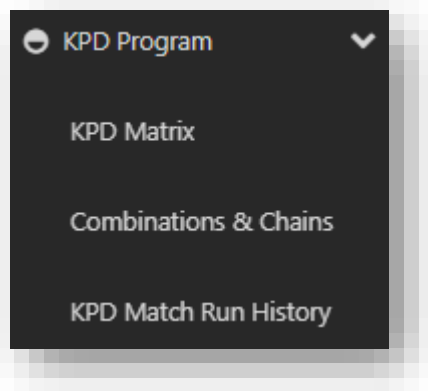 KPD Program
KPD Matrix
Combinations & Chains
KPD Match Run History